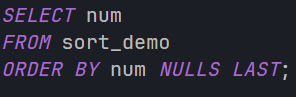 SELECT num
FROM sort_demo
ORDER BY num NULLS LAST;